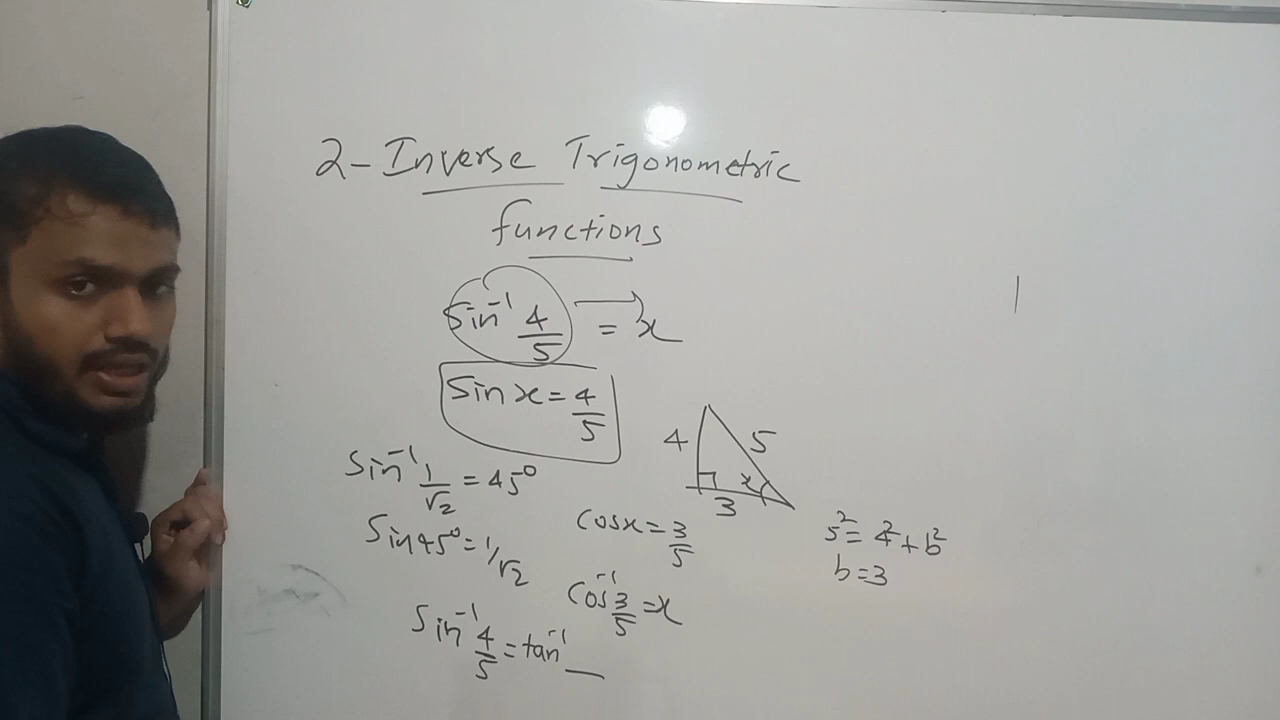 2- Inverse Trigonometric
functions
Sin⁻¹ 4/5 = x
Sin x = 4/5
Sin⁻¹ 1/√2 = 45°
Sin 45° = 1/√2
4 5
x
3
Cosx = 3/5
5² = 4² + b²
b = 3
Cos⁻¹ 3/5 = x
Sin⁻¹ 4/5 = tan⁻¹ __